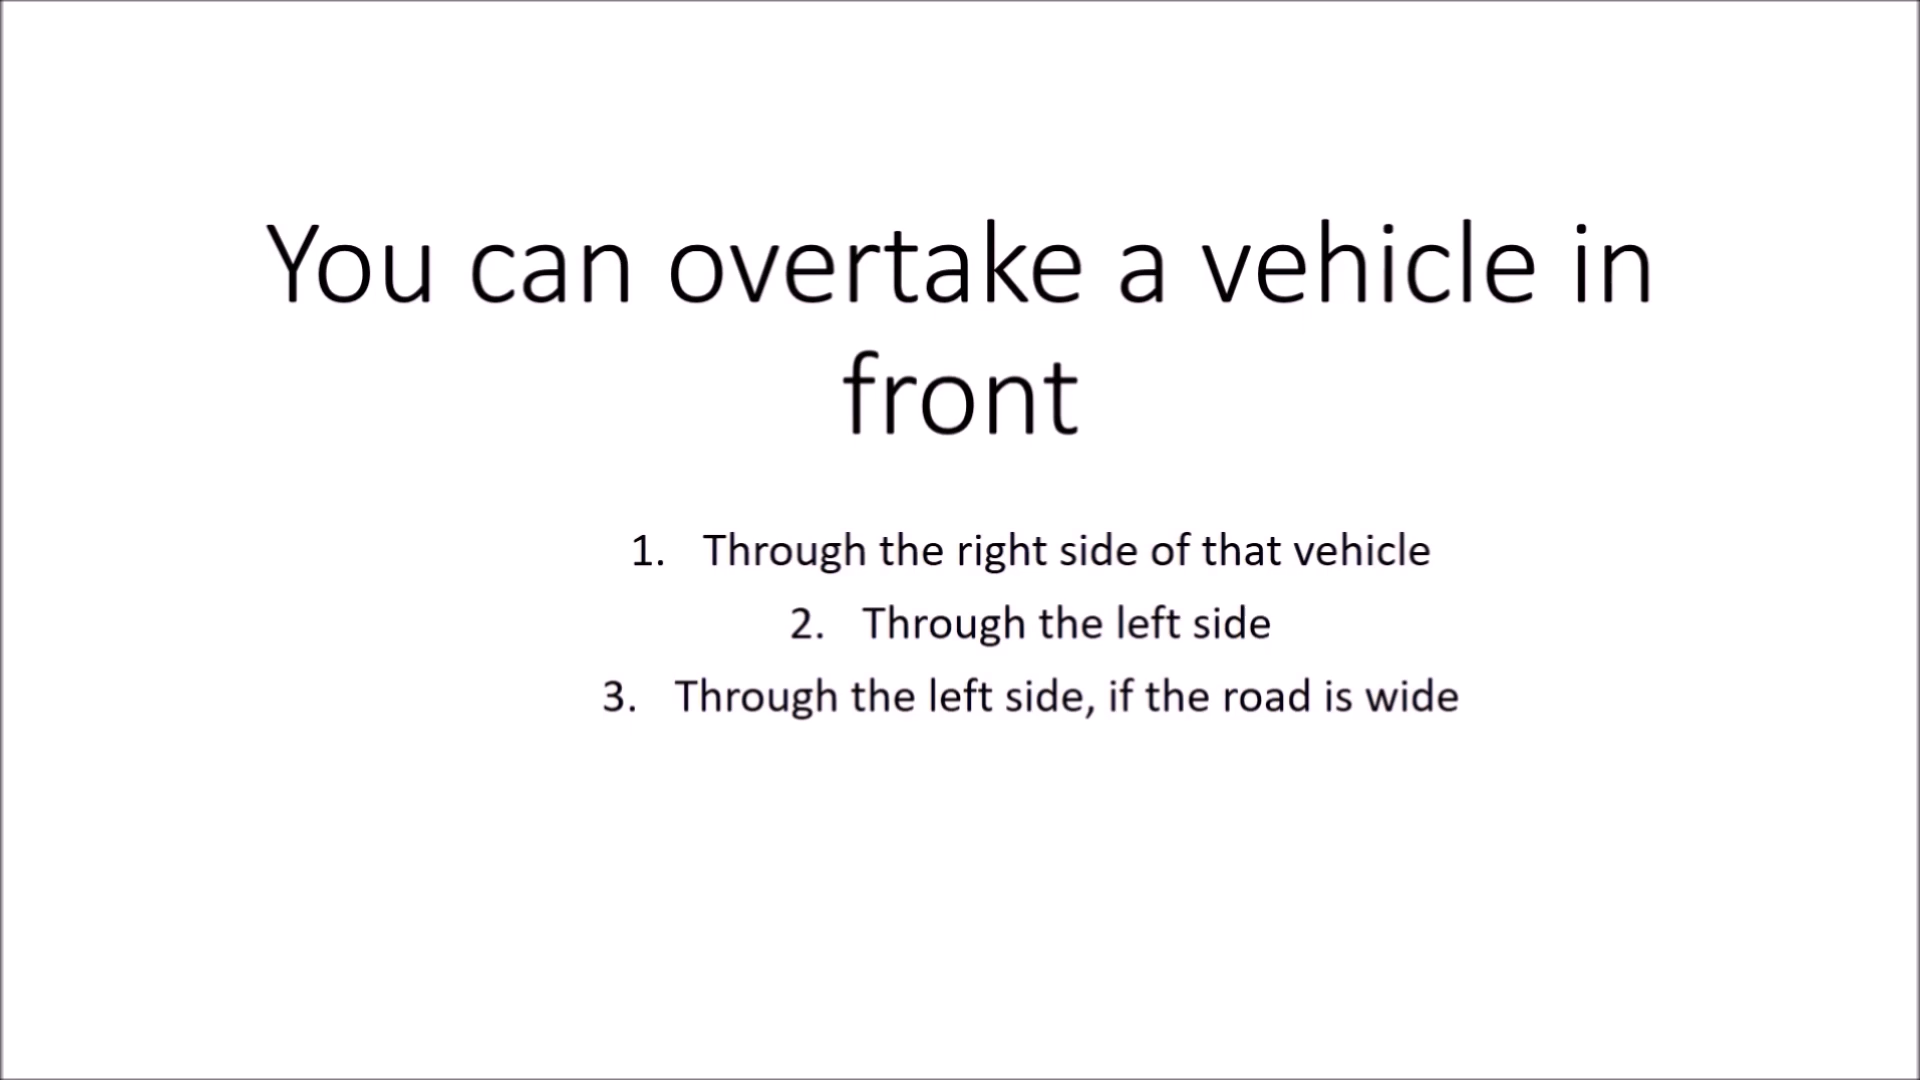 You can overtake a vehicle in
front
1. Through the right side of that vehicle
2. Through the left side
3. Through the left side, if the road is wide